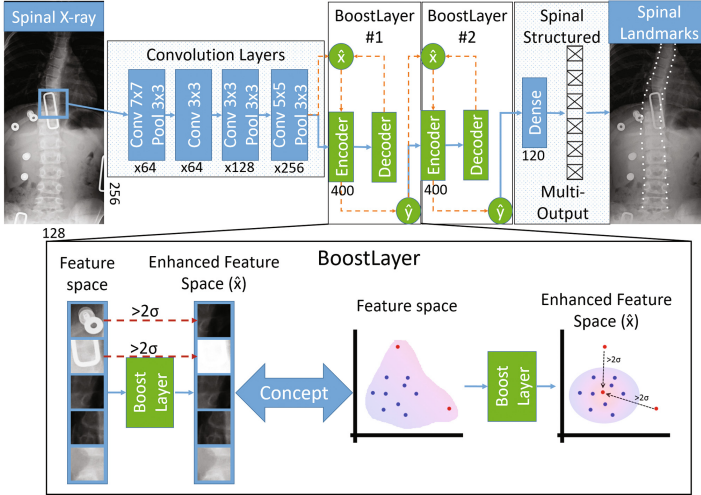 Spinal X-ray
Convolution Layers
Conv 7x7
Pool 3x3
x64
Conv 3x3
x64
Conv 3x3
Pool 3x3
x128
Conv 5x5
Pool 3x3
x256
256
128
BoostLayer
#1
x̂
Encoder
400
Decoder
ŷ
BoostLayer
#2
x̂
Encoder
400
Decoder
ŷ
Spinal
Structured
Dense
120
Multi-
Output
Spinal
Landmarks
BoostLayer
Feature
space
Enhanced Feature
Space (x̂)
>2σ
>2σ
Boost
Layer
Concept
Feature space
Boost
Layer
Enhanced Feature
Space (x̂)
>2σ
>2σ